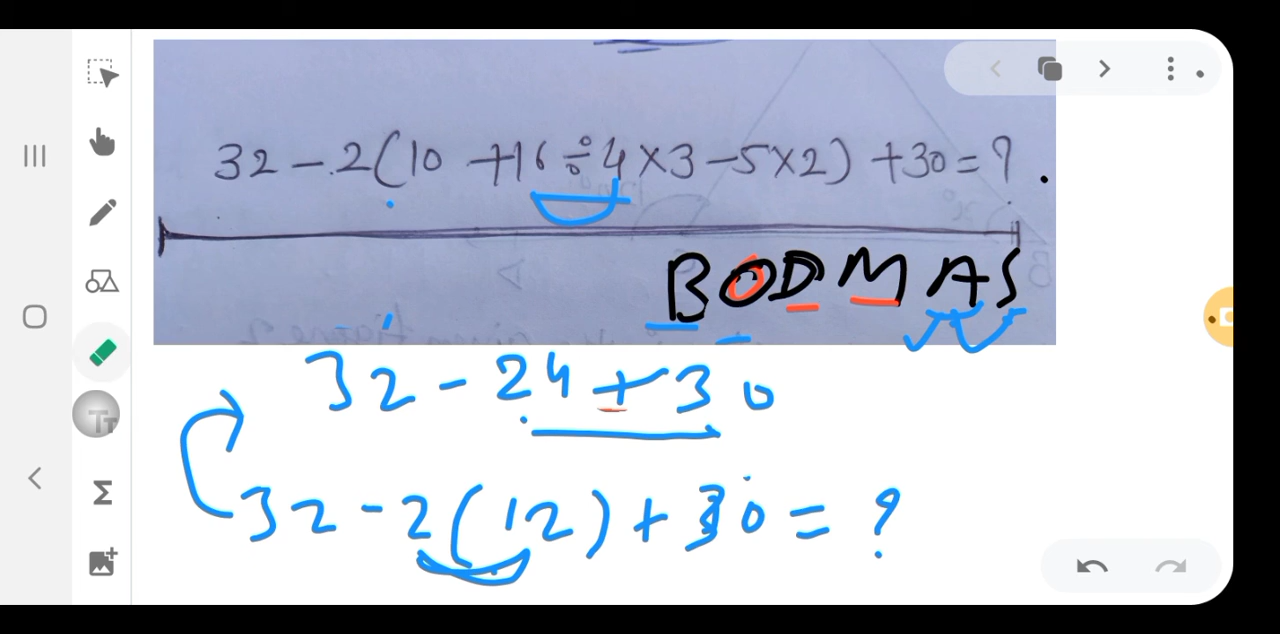 32 - 2(10 + 16 ÷ 4 × 3 - 5 × 2) + 30 = ?
BODMAS
32 - 24 + 30
32 - 2(12) + 30 = ?